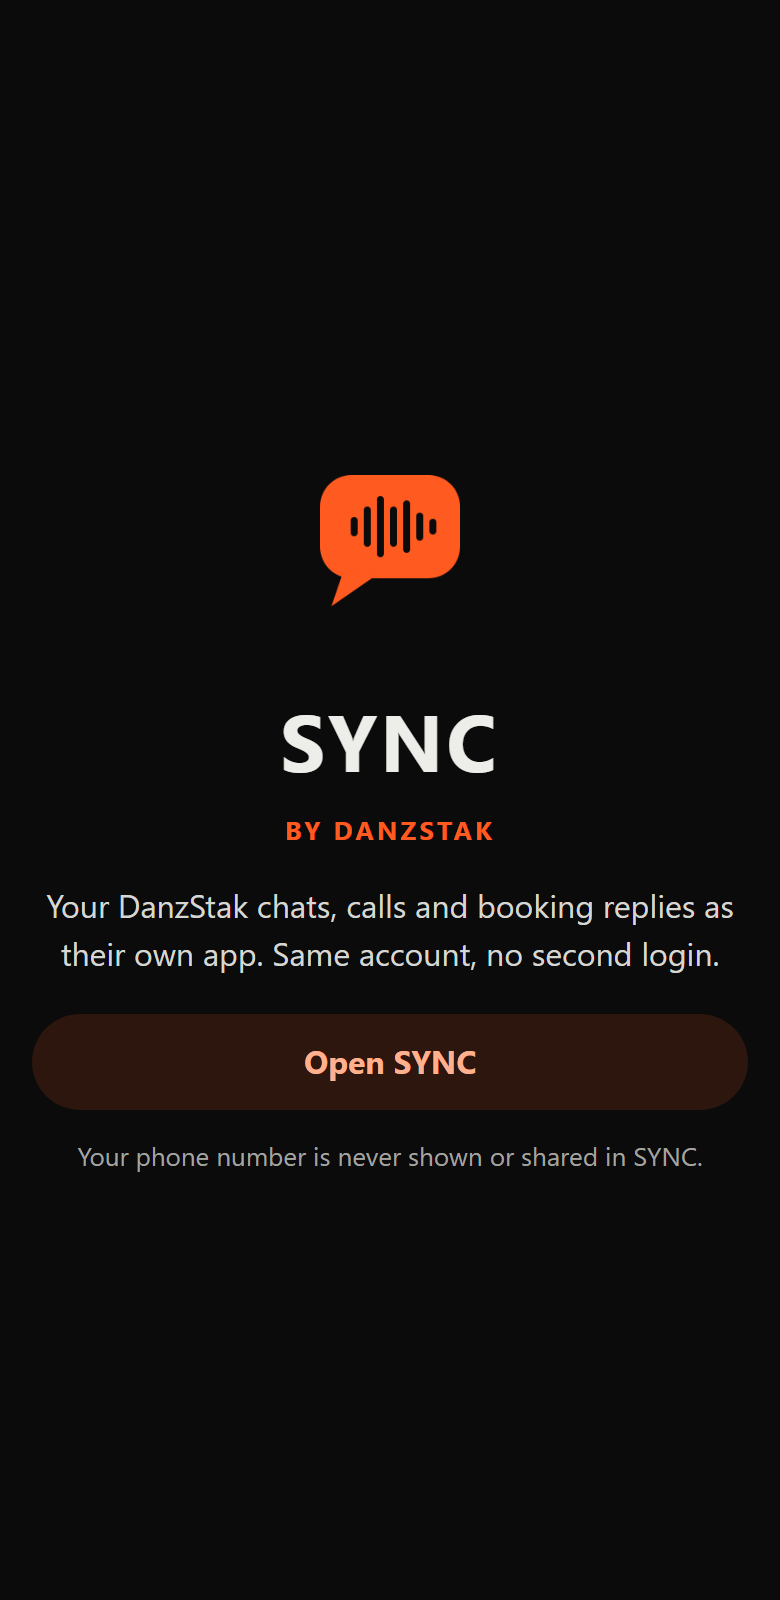 SYNC
BY DANZSTAK
Your DanzStak chats, calls and booking replies as
their own app. Same account, no second login.
Open SYNC
Your phone number is never shown or shared in SYNC.